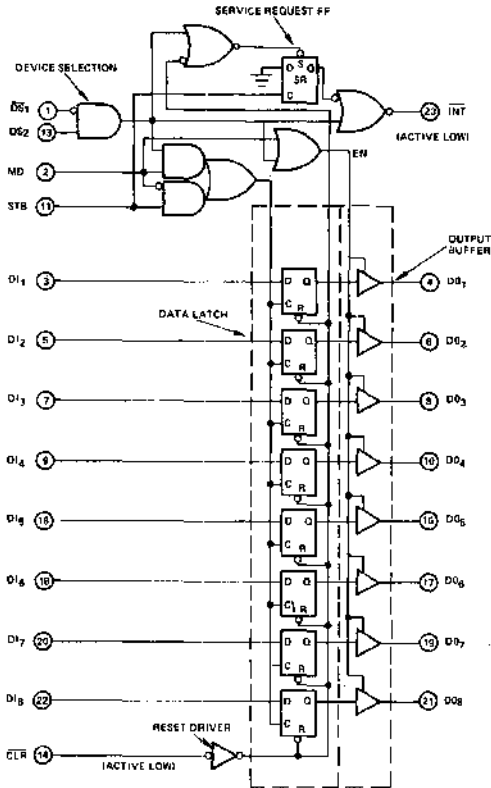 SERVICE REQUEST FF
DEVICE SELECTION
D̅S̅1 1
DS2 13
MD 2
STB 11
S
D Q
SR
C
23 I̅N̅T̅
(ACTIVE LOW)
EN
OUTPUT
BUFFER
DATA LATCH
DI1 3 D Q C R 4 DO1
DI2 5 D Q C R 6 DO2
DI3 7 D Q C R 8 DO3
DI4 9 D Q C R 10 DO4
DI5 16 D Q C R 15 DO5
DI6 18 D Q C R 17 DO6
DI7 20 D Q C R 19 DO7
DI8 22 D Q C R 21 DO8
RESET DRIVER
C̅L̅R̅ 14
(ACTIVE LOW)